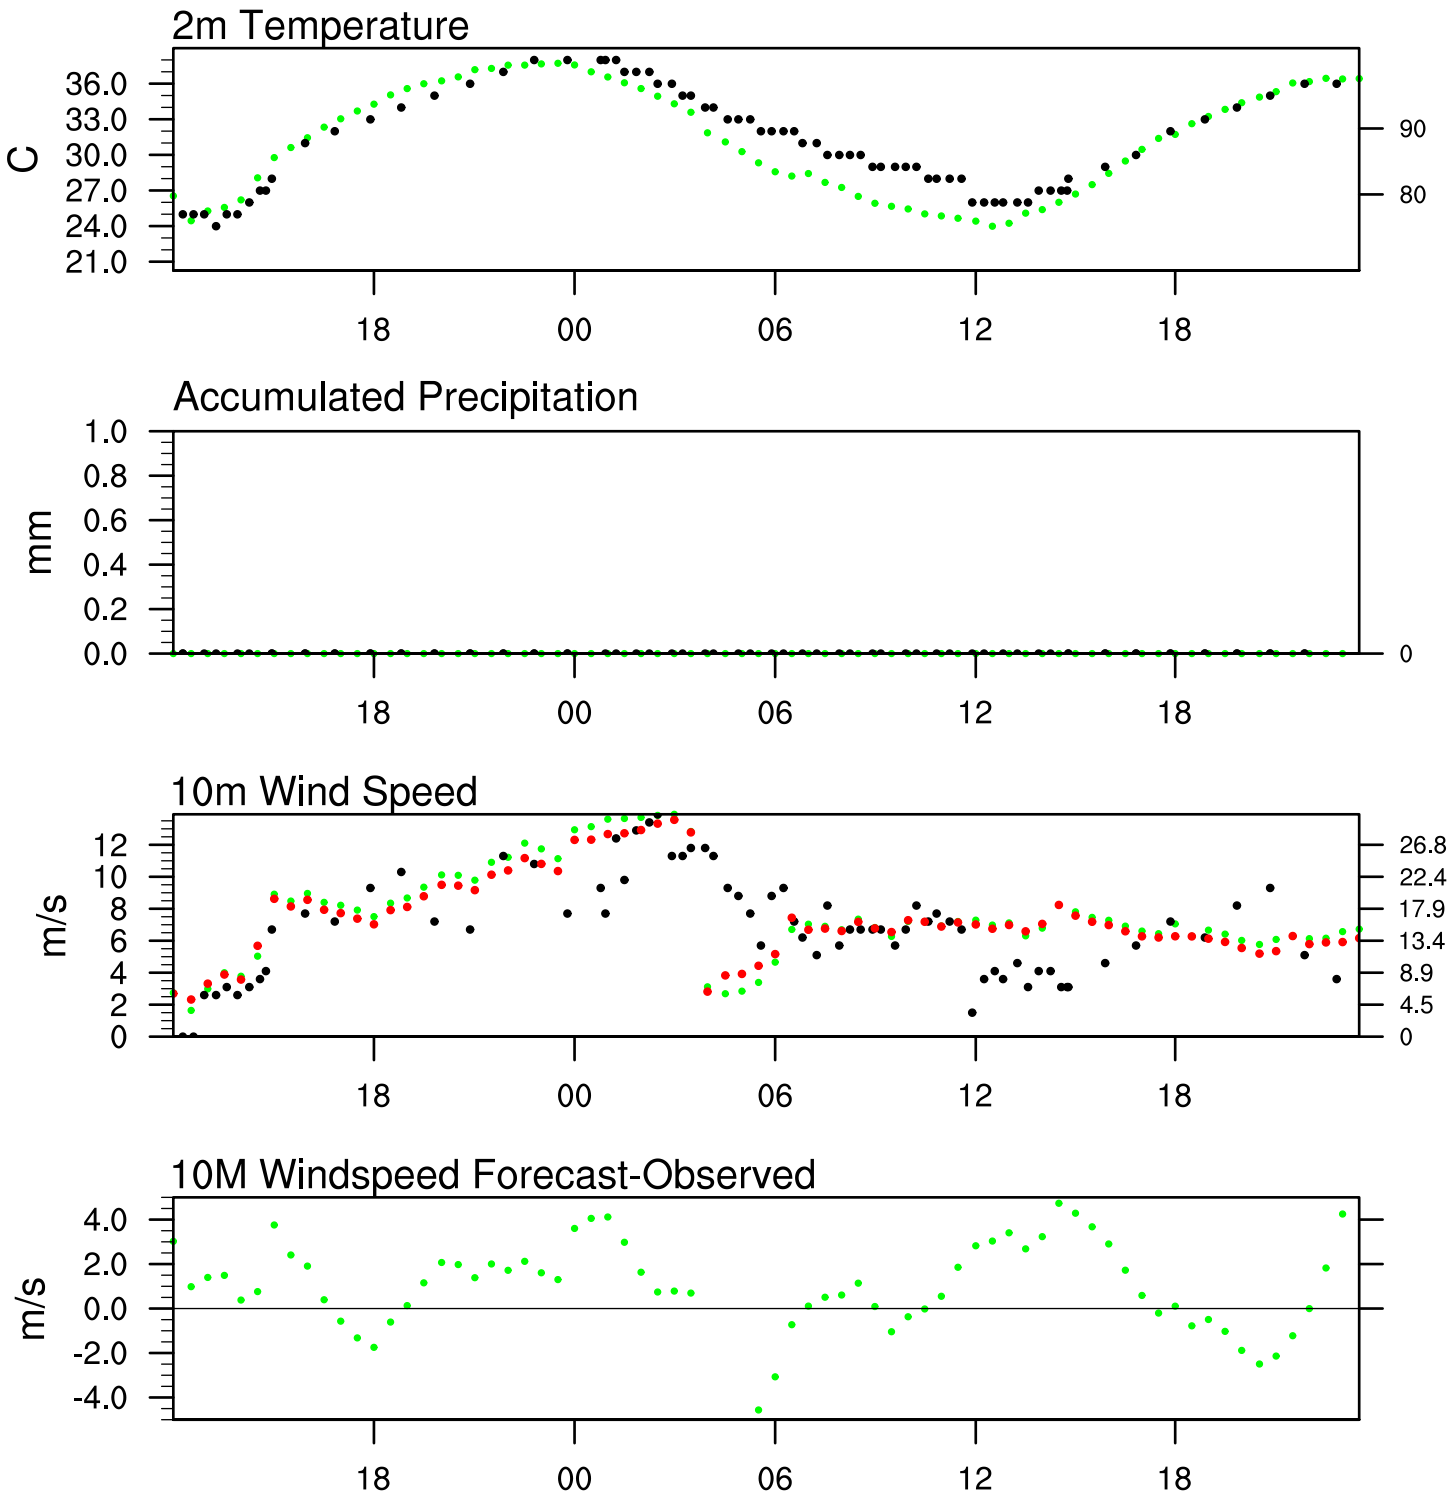 2m Temperature
36.0
33.0
30.0
27.0
24.0
21.0
C
90
80
18 00 06 12 18
Accumulated Precipitation
1.0
0.8
0.6
0.4
0.2
0.0
mm
0
18 00 06 12 18
10m Wind Speed
12
10
8
6
4
2
0
m/s
26.8
22.4
17.9
13.4
8.9
4.5
0
18 00 06 12 18
10M Windspeed Forecast-Observed
4.0
2.0
0.0
-2.0
-4.0
m/s
18 00 06 12 18